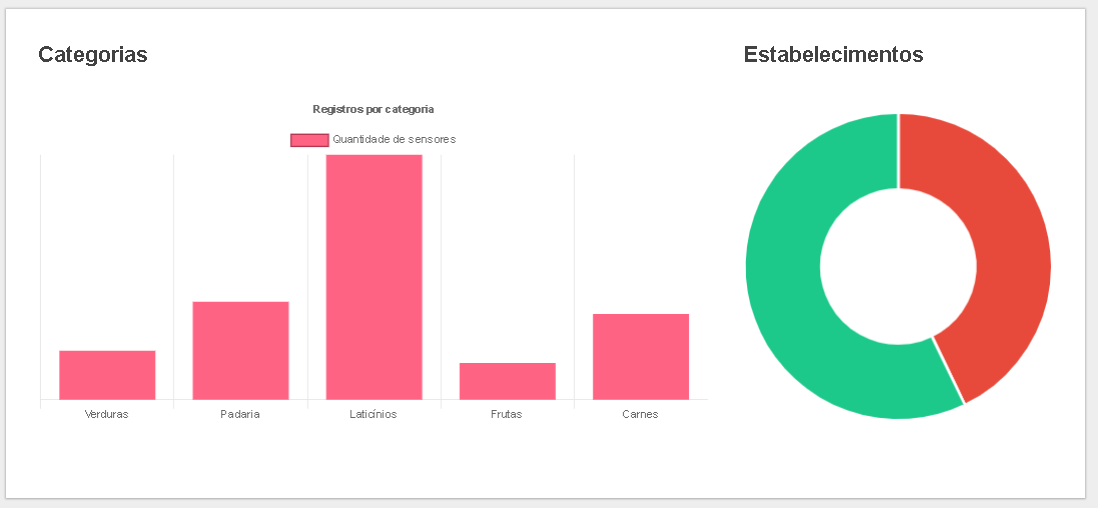 Categorias
Estabelecimentos
Registros por categoria
Quantidade de sensores
Verduras
Padaria
Laticínios
Frutas
Carnes